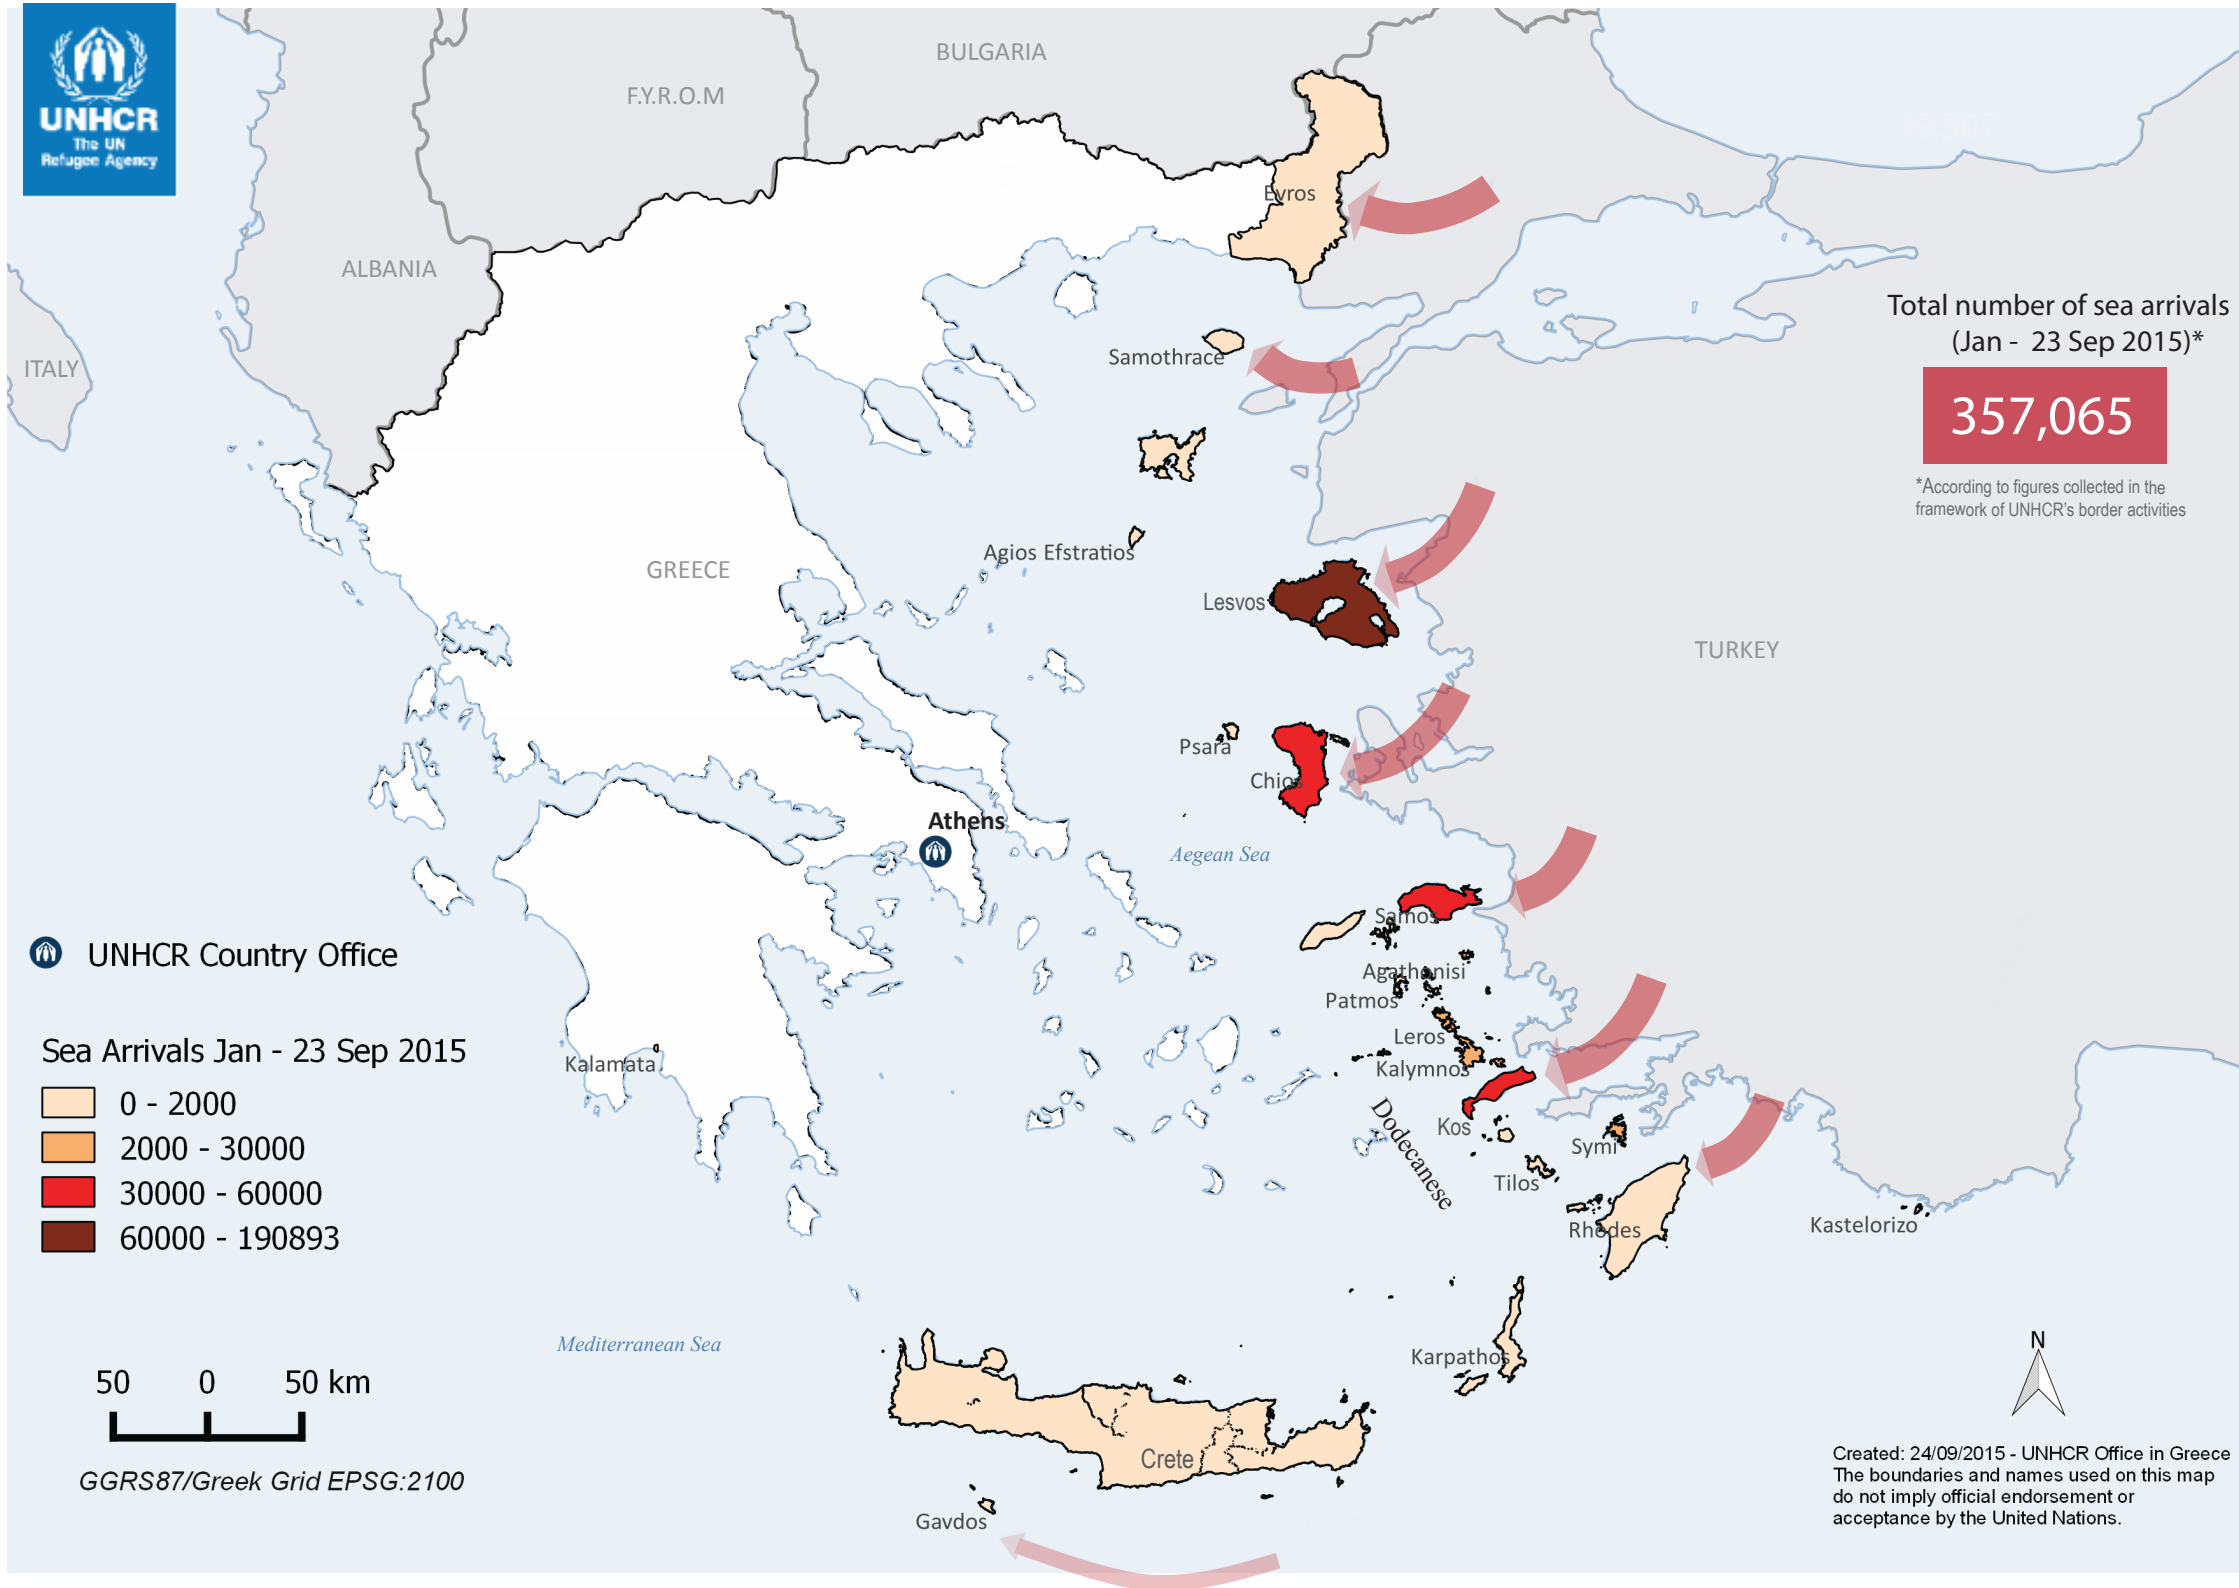 UNHCR
The UN
Refugee Agency
BULGARIA
F.Y.R.O.M
ALBANIA
ITALY
GREECE
TURKEY
Evros
Samothrace
Agios Efstratios
Lesvos
Psara
Chios
Athens
Aegean Sea
Samos
Agathonisi
Patmos
Leros
Kalymnos
Kos
Dodecanese
Symi
Tilos
Rhodes
Kastelorizo
Karpathos
Kalamata
Mediterranean Sea
Crete
Gavdos
Total number of sea arrivals
(Jan - 23 Sep 2015)*
357,065
*According to figures collected in the
framework of UNHCR's border activities
UNHCR Country Office
Sea Arrivals Jan - 23 Sep 2015
0 - 2000
2000 - 30000
30000 - 60000
60000 - 190893
50 0 50 km
GGRS87/Greek Grid EPSG:2100
N
Created: 24/09/2015 - UNHCR Office in Greece
The boundaries and names used on this map
do not imply official endorsement or
acceptance by the United Nations.